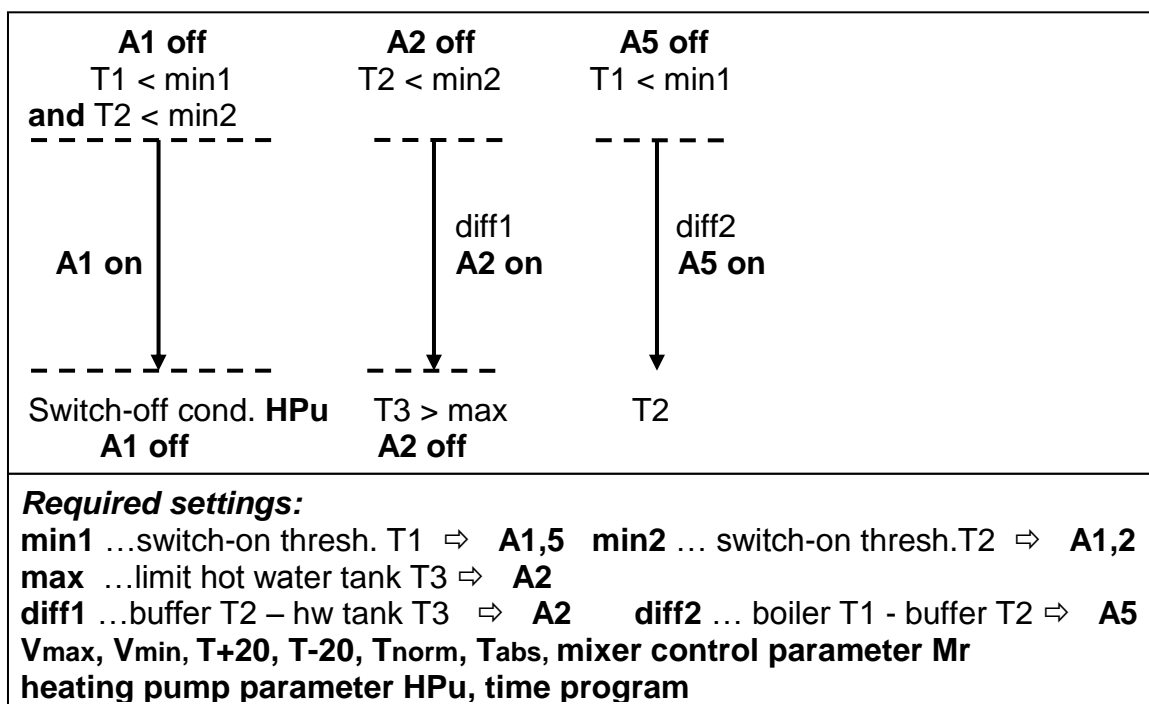 A1 off A2 off A5 off
T1 < min1 T2 < min2 T1 < min1
and T2 < min2
diff1 diff2
A1 on A2 on A5 on
Switch-off cond. HPu T3 > max T2
A1 off A2 off
Required settings:
min1 …switch-on thresh. T1 ⇨ A1,5 min2 … switch-on thresh.T2 ⇨ A1,2
max …limit hot water tank T3 ⇨ A2
diff1 …buffer T2 – hw tank T3 ⇨ A2 diff2 … boiler T1 - buffer T2 ⇨ A5
Vmax, Vmin, T+20, T-20, Tnorm, Tabs, mixer control parameter Mr
heating pump parameter HPu, time program